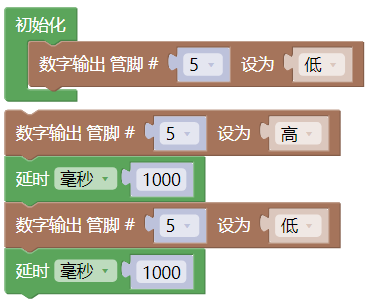 初始化
数字输出 管脚 # 5 设为 低
数字输出 管脚 # 5 设为 高
延时 毫秒 1000
数字输出 管脚 # 5 设为 低
延时 毫秒 1000